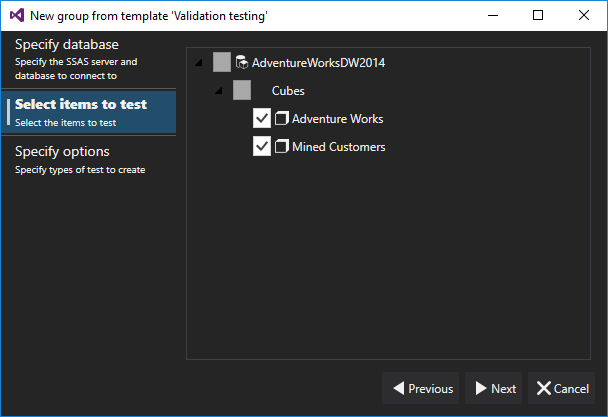 New group from template 'Validation testing'
Specify database
Specify the SSAS server and
database to connect to
Select items to test
Select the items to test
Specify options
Specify types of test to create
AdventureWorksDW2014
Cubes
Adventure Works
Mined Customers
Previous
Next
Cancel